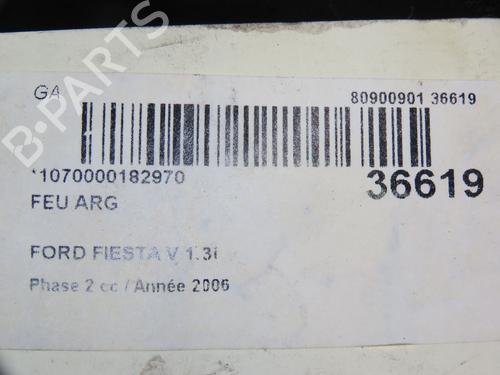 GA
80900901 36619
*1070000182970
36619
FEU ARG
FORD FIESTA V 1.3i
Phase 2 cc / Année 2006
B-PARTS